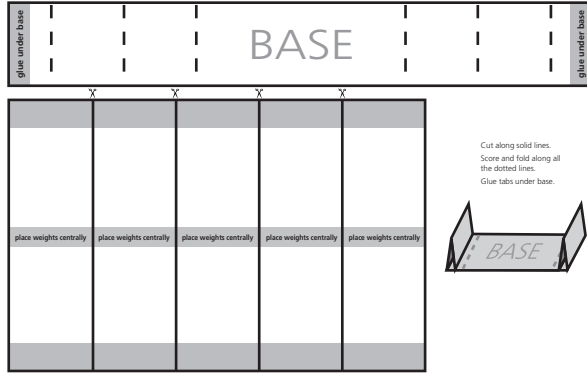 glue under base
BASE
glue under base
place weights centrally
place weights centrally
place weights centrally
place weights centrally
place weights centrally
Cut along solid lines.
Score and fold along all
the dotted lines.
Glue tabs under base.
BASE